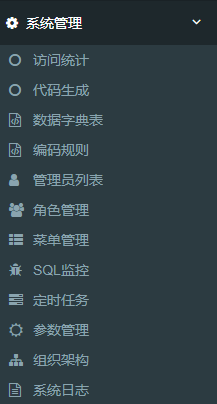 系统管理
访问统计
代码生成
数据字典表
编码规则
管理员列表
角色管理
菜单管理
SQL监控
定时任务
参数管理
组织架构
系统日志